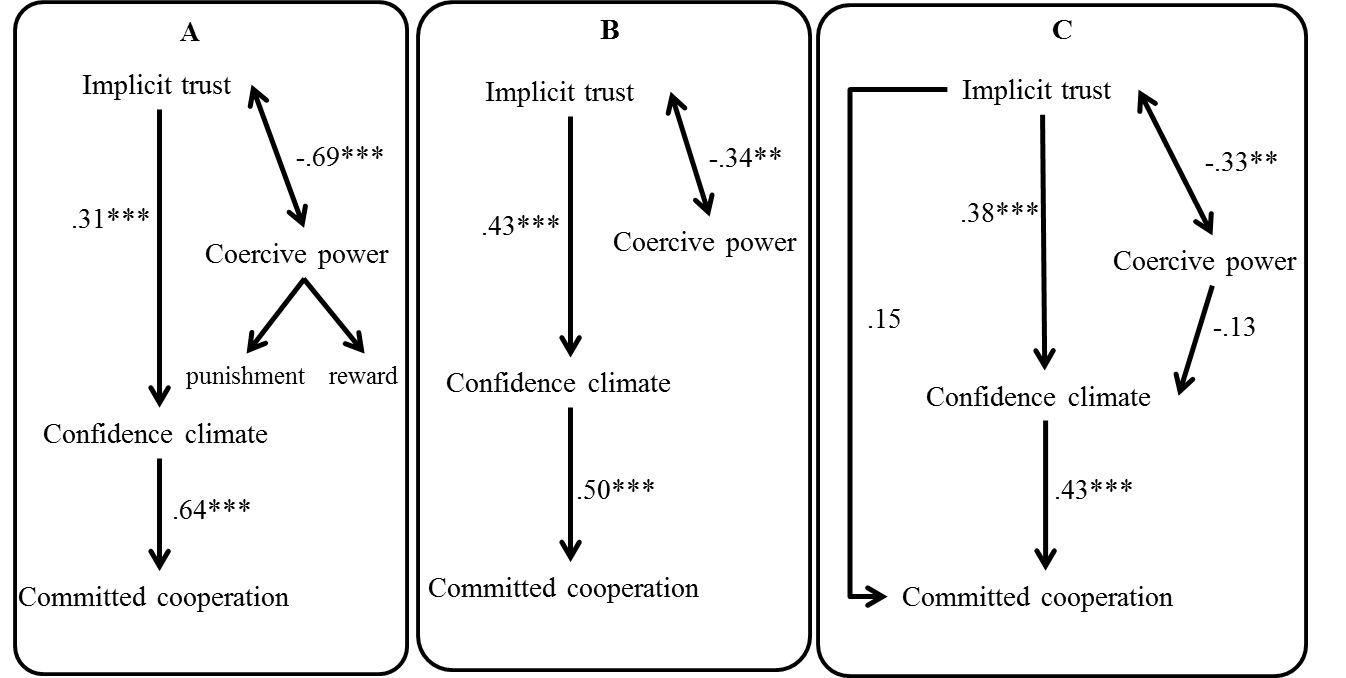 A
Implicit trust
-.69***
.31***
Coercive power
punishment reward
Confidence climate
.64***
Committed cooperation
B
Implicit trust
-.34**
.43***
Coercive power
Confidence climate
.50***
Committed cooperation
C
Implicit trust
-.33**
.38***
Coercive power
.15
-.13
Confidence climate
.43***
Committed cooperation